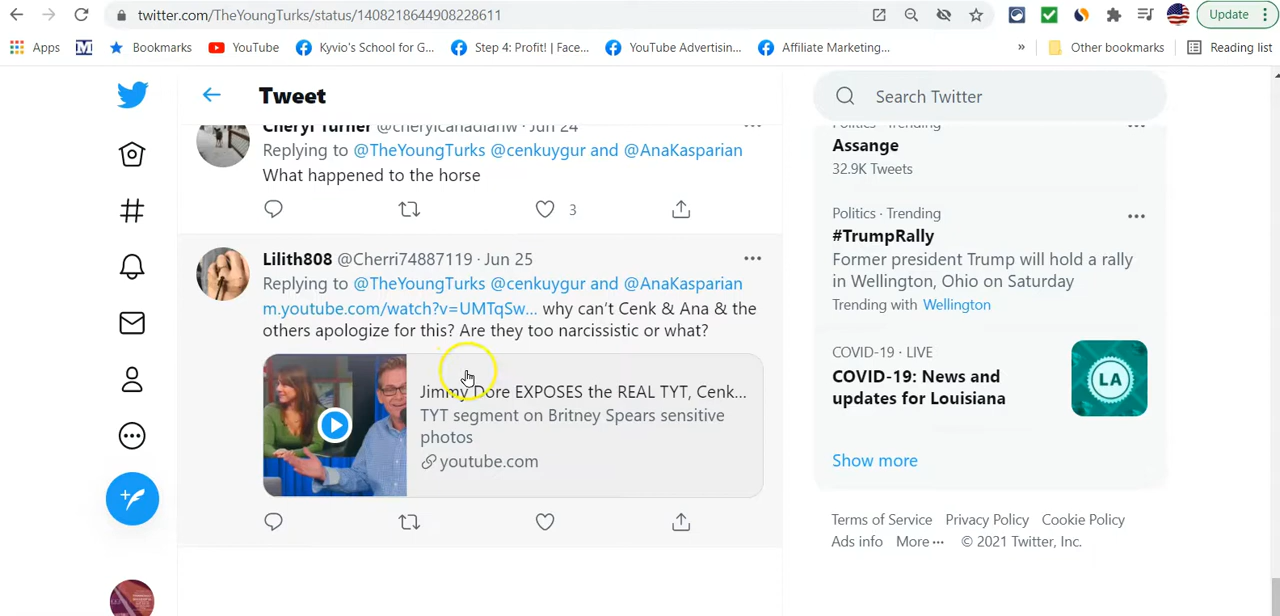 twitter.com/TheYoungTurks/status/1408218644908228611
Update
Apps
Bookmarks
YouTube
Kyvio's School for G...
Step 4: Profit! | Face...
YouTube Advertisin...
Affiliate Marketing...
»
Other bookmarks
Reading list
Tweet
Cheryl Turner @cherylcanadianw · Jun 24
Replying to @TheYoungTurks @cenkuygur and @AnaKasparian
What happened to the horse
3
Lilith808 @Cherri74887119 · Jun 25
Replying to @TheYoungTurks @cenkuygur and @AnaKasparian
m.youtube.com/watch?v=UMTqSw... why can't Cenk & Ana & the
others apologize for this? Are they too narcissistic or what?
Jimmy Dore EXPOSES the REAL TYT, Cenk...
TYT segment on Britney Spears sensitive
photos
youtube.com
Search Twitter
Politics · Trending
Assange
32.9K Tweets
Politics · Trending
#TrumpRally
Former president Trump will hold a rally
in Wellington, Ohio on Saturday
Trending with Wellington
COVID-19 · LIVE
COVID-19: News and
updates for Louisiana
LA
Show more
Terms of Service Privacy Policy Cookie Policy
Ads info More ··· © 2021 Twitter, Inc.